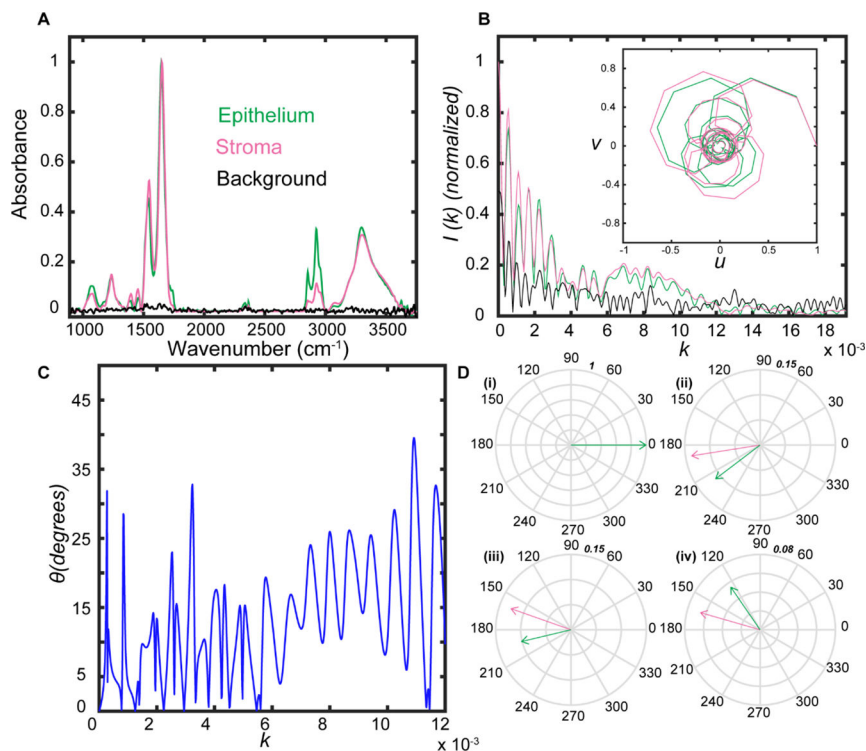 A
Absorbance
1
0.8
0.6
0.4
0.2
0
Epithelium
Stroma
Background
1000 1500 2000 2500 3000 3500
Wavenumber (cm⁻¹)
B
I (k) (normalized)
1
0.8
0.6
0.4
0.2
0
0 2 4 6 8 10 12 14 16 18
k
x 10⁻³
v
0.8
0.4
0
-0.4
-0.8
-1 -0.5 0 0.5 1
u
C
θ(degrees)
45
35
25
15
5
0
0 2 4 6 8 10 12
k
x 10⁻³
D
(i)
90 1
120 60
150 30
180 0
210 330
240 300
270
(ii)
90 0.15
120 60
150 30
180 0
210 330
240 300
270
(iii)
90 0.15
120 60
150 30
180 0
210 330
240 300
270
(iv)
90 0.08
120 60
150 30
180 0
210 330
240 300
270